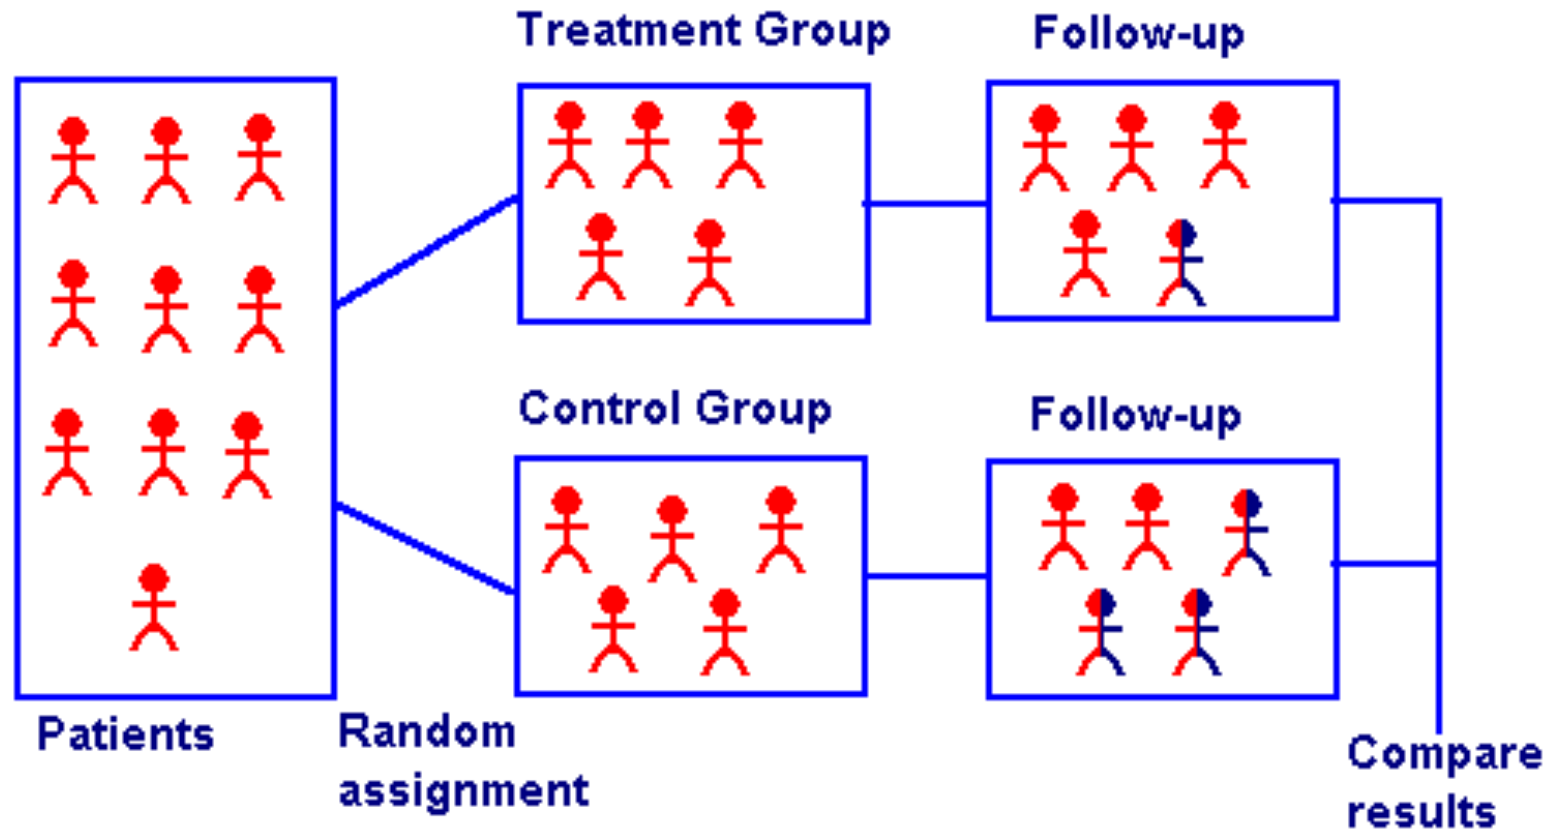 Treatment Group
Follow-up
Control Group
Follow-up
Patients
Random
assignment
Compare
results